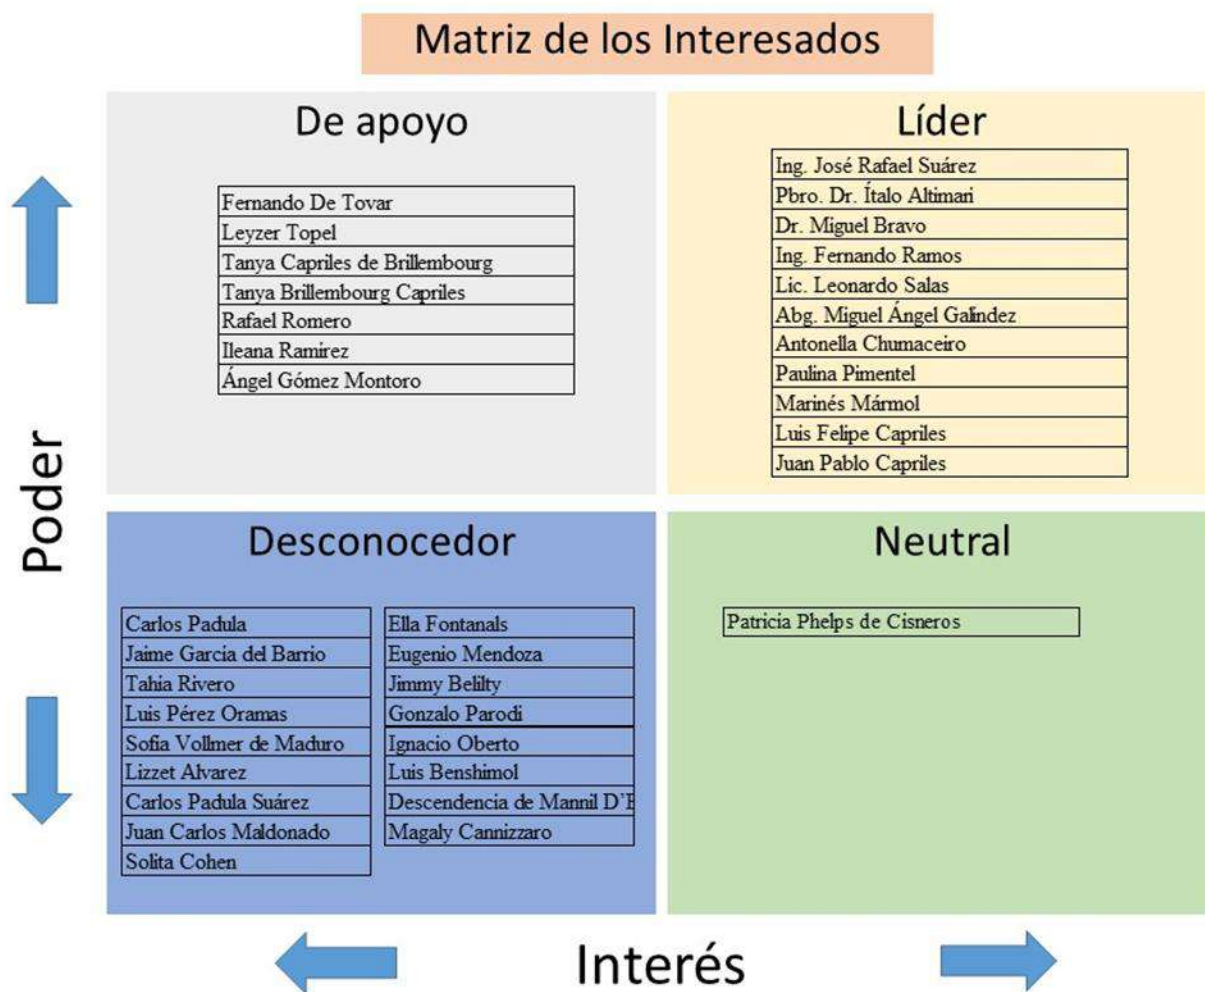 Matriz de los Interesados
De apoyo
Fernando De Tovar
Leyzer Topel
Tanya Capriles de Brillembourg
Tanya Brillembourg Capriles
Rafael Romero
Ileana Ramírez
Ángel Gómez Montoro
Líder
Ing. José Rafael Suárez
Pbro. Dr. Ítalo Altimari
Dr. Miguel Bravo
Ing. Fernando Ramos
Lic. Leonardo Salas
Abg. Miguel Ángel Galindez
Antonella Chumaceiro
Paulina Pimentel
Marinés Mármol
Luis Felipe Capriles
Juan Pablo Capriles
Poder
Desconocedor
Carlos Padula
Jaime García del Barrio
Tahia Rivero
Luis Pérez Oramas
Sofía Vollmer de Maduro
Lizzet Alvarez
Carlos Padula Suárez
Juan Carlos Maldonado
Solita Cohen
Ella Fontanals
Eugenio Mendoza
Jimmy Belilty
Gonzalo Parodi
Ignacio Oberto
Luis Benshimol
Descendencia de Mannil D'E
Magaly Cannizzaro
Neutral
Patricia Phelps de Cisneros
Interés